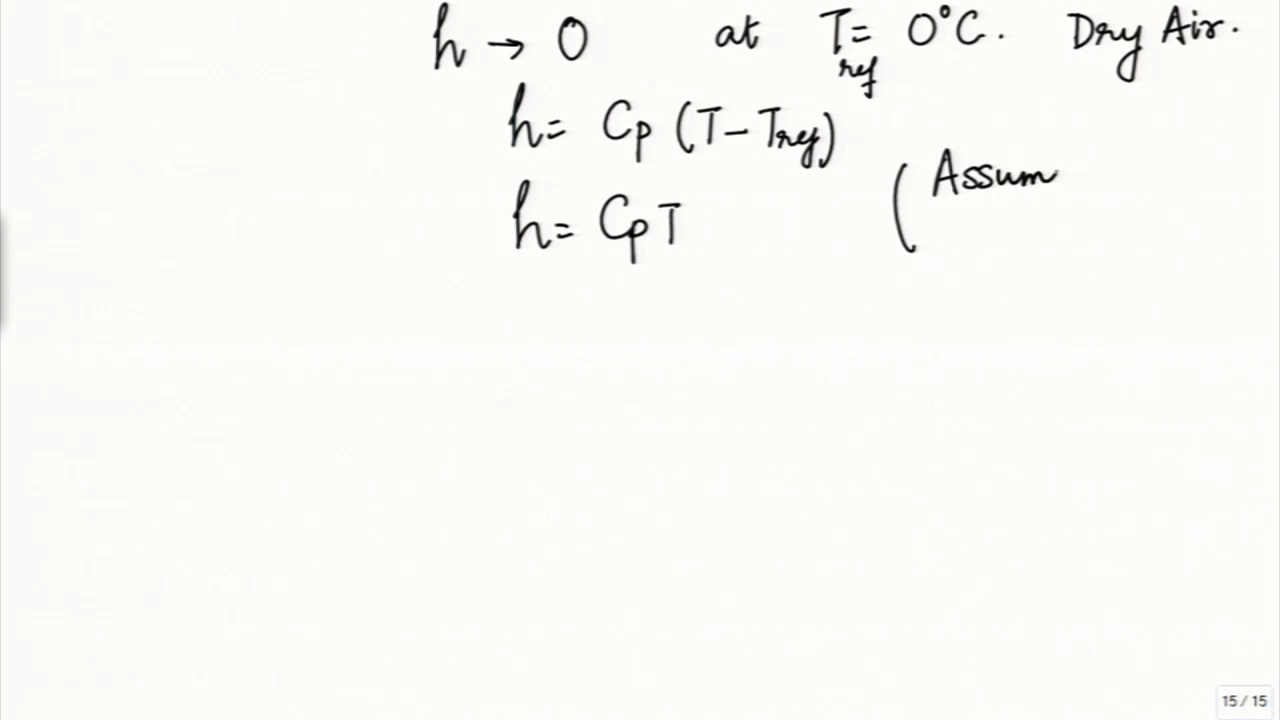 h → 0 at T_ref = 0°C. Dry Air.
h = Cp (T - Tref)
h = CpT ( Assum
15 / 15